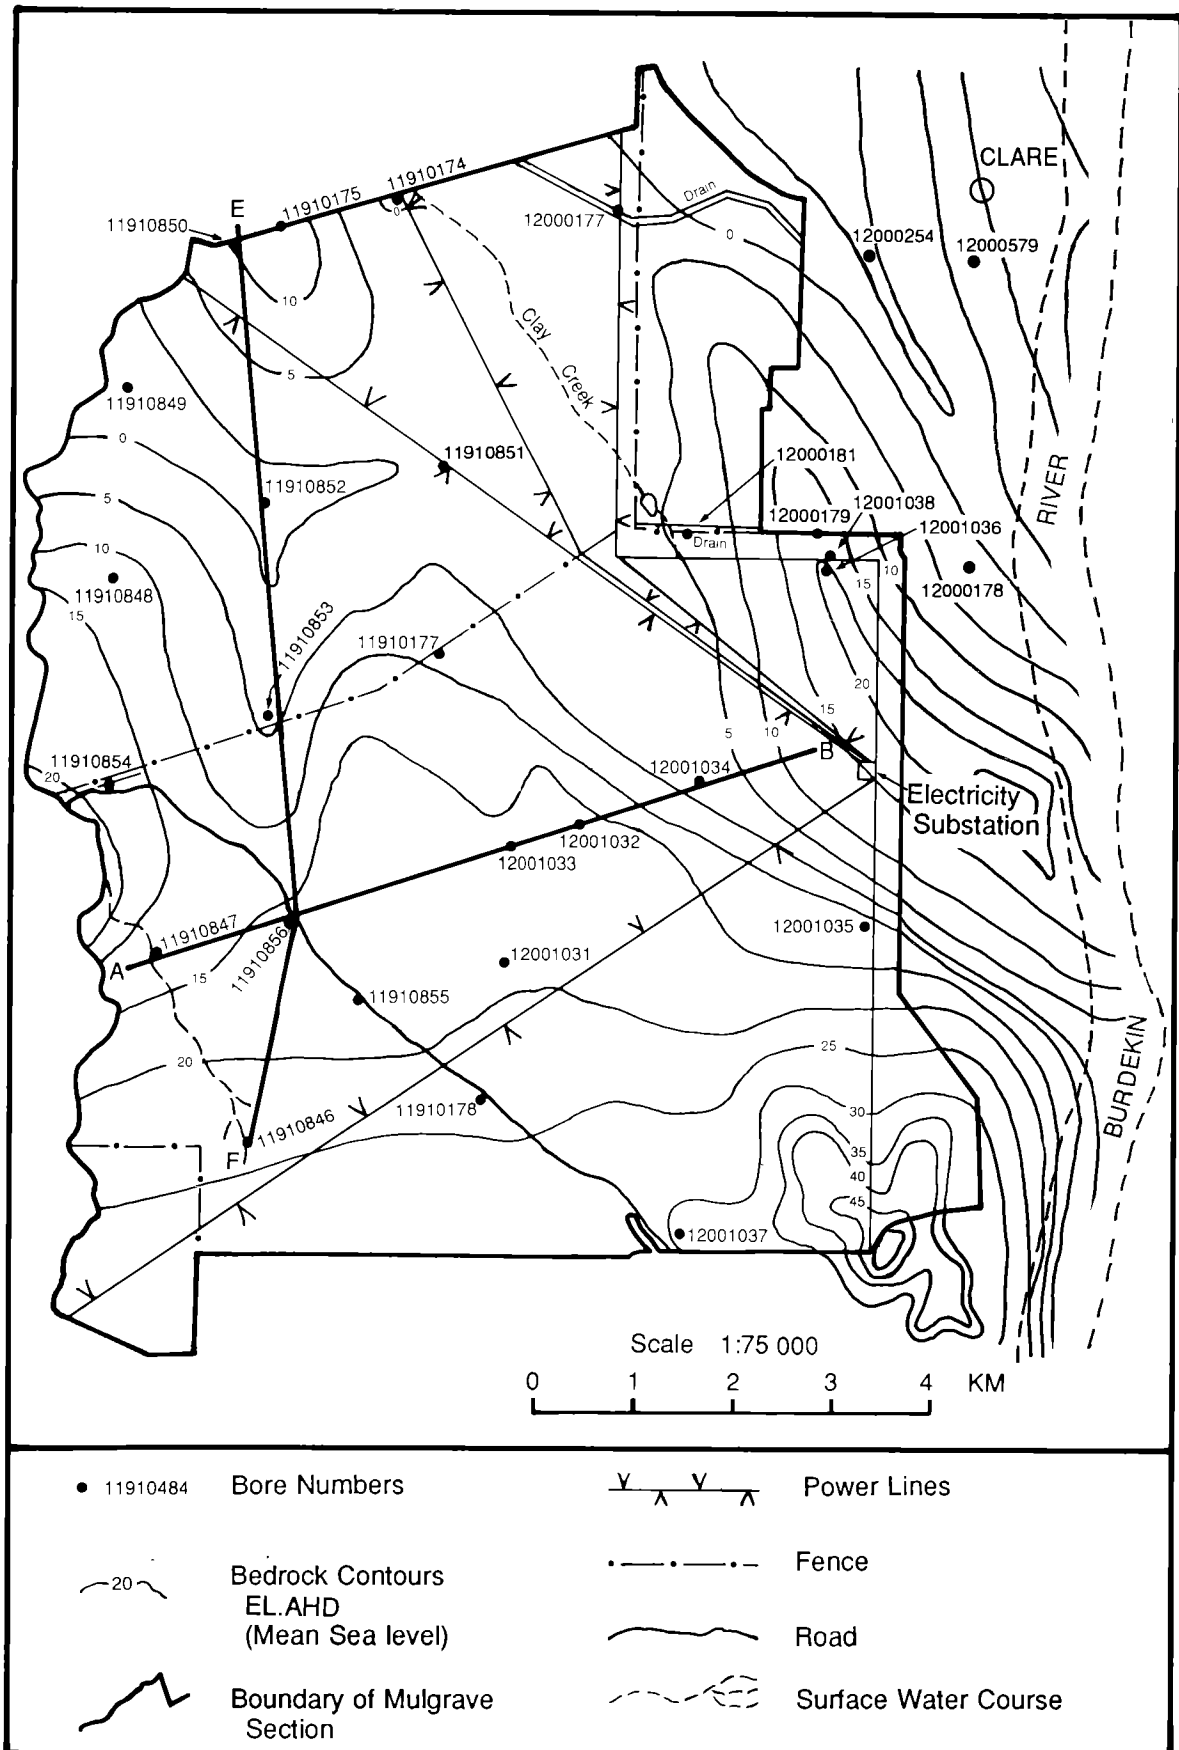 CLARE
11910174
11910175
E
11910850
Drain
12000177
0
0
12000254
12000579
10
Clay
Creek
5
11910849
0
11910851
12000181
RIVER
11910852
5
12001038
12000179
12001036
Drain
10
10
15
12000178
11910848
15
11910853
11910177
20
15
5
10
B
11910854
20
12001034
Electricity
Substation
12001032
12001033
11910847
11910856
12001035
A
15
12001031
11910855
BURDEKIN
20
25
11910178
30
11910846
35
F
40
45
12001037
Scale 1:75 000
0 1 2 3 4 KM
11910484 Bore Numbers
Power Lines
20
Bedrock Contours
EL.AHD
(Mean Sea level)
Fence
Road
Boundary of Mulgrave
Section
Surface Water Course